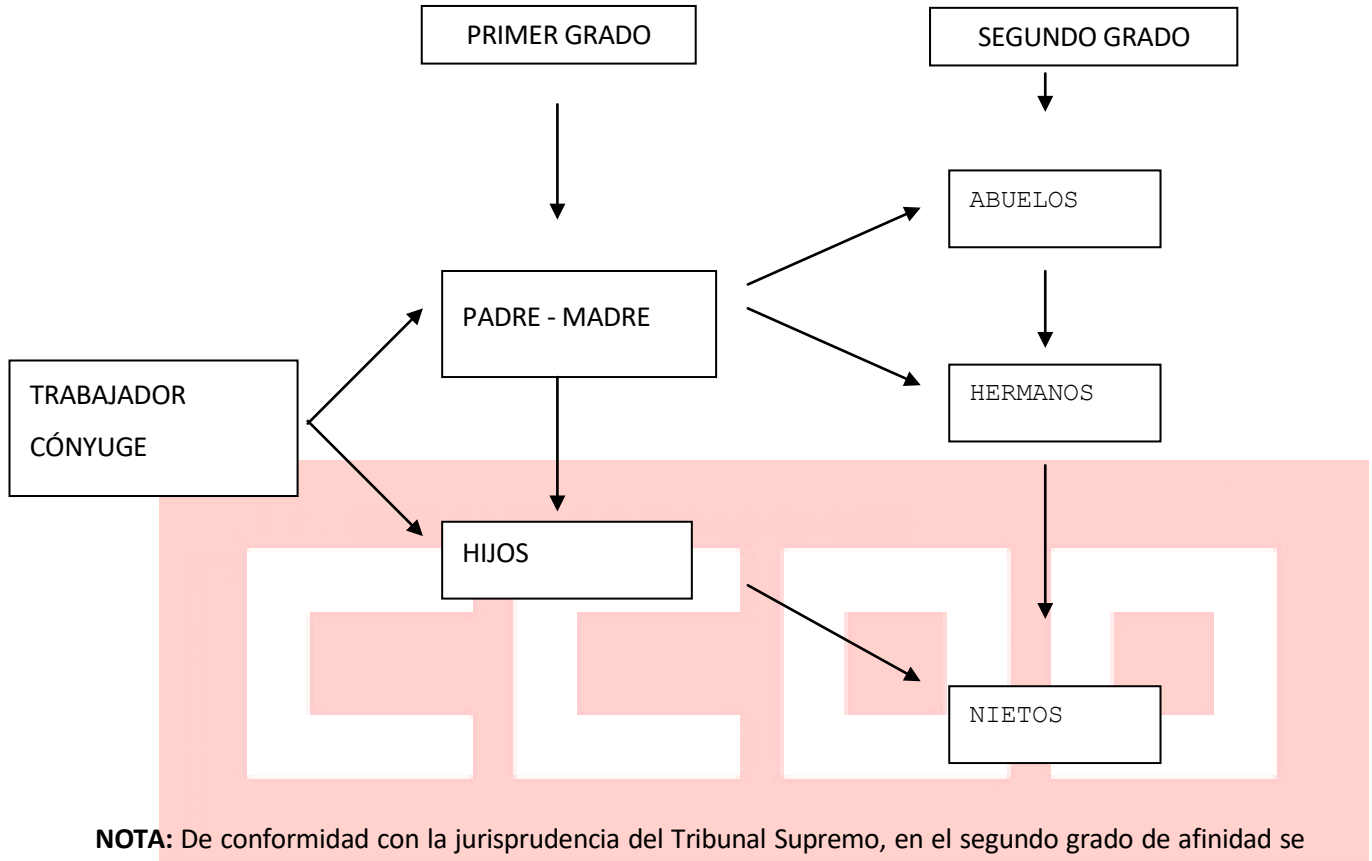 PRIMER GRADO
SEGUNDO GRADO
ABUELOS
PADRE - MADRE
HERMANOS
TRABAJADOR
CÓNYUGE
HIJOS
NIETOS
CCOO
NOTA: De conformidad con la jurisprudencia del Tribunal Supremo, en el segundo grado de afinidad se